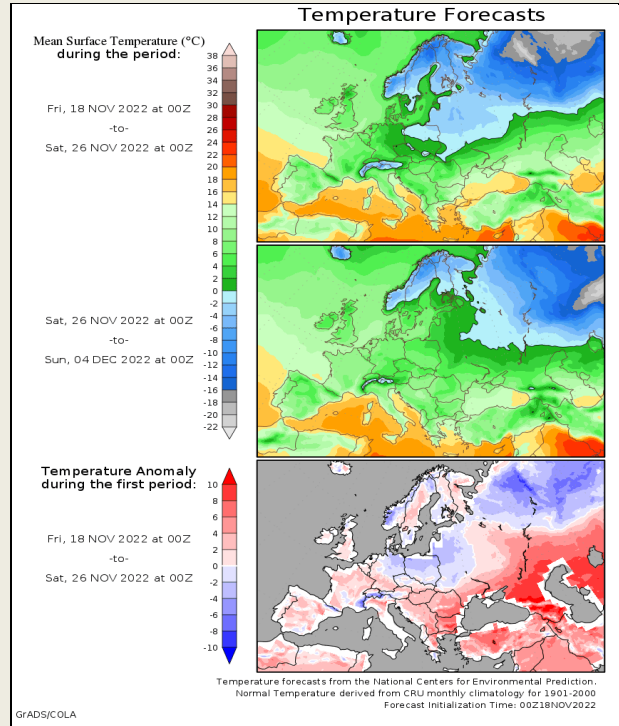 Temperature Forecasts
Mean Surface Temperature (°C)
during the period:
Fri, 18 NOV 2022 at 00Z
-to-
Sat, 26 NOV 2022 at 00Z
38
36
34
32
30
28
26
24
22
20
18
16
14
12
10
8
6
4
2
0
-2
-4
-6
-8
-10
-12
-14
-16
-18
-20
-22
Sat, 26 NOV 2022 at 00Z
-to-
Sun, 04 DEC 2022 at 00Z
Temperature Anomaly
during the first period:
Fri, 18 NOV 2022 at 00Z
-to-
Sat, 26 NOV 2022 at 00Z
10
8
6
4
2
0
-2
-4
-6
-8
-10
Temperature forecasts from the National Centers for Environmental Prediction.
Normal Temperature derived from CRU monthly climatology for 1901-2000
Forecast Initialization Time: 00Z18NOV2022
GrADS/COLA